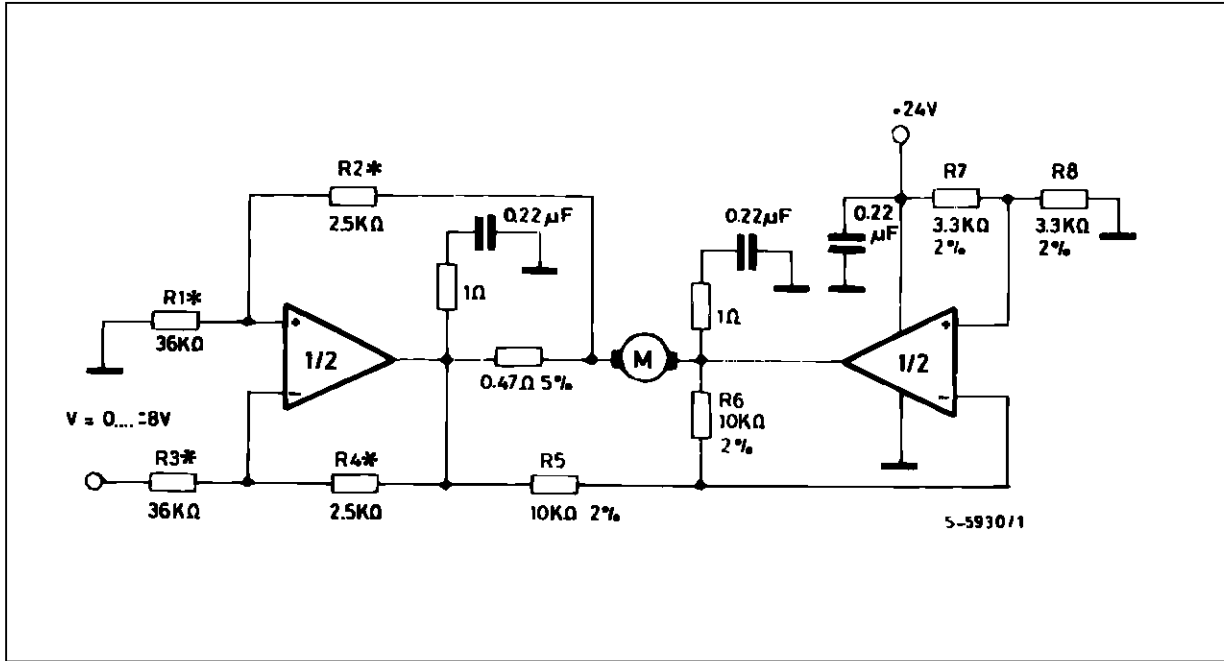 +24V
R2*
2.5KΩ
0.22µF
1Ω
0.22µF
1Ω
0.22
µF
R7
3.3KΩ
2%
R8
3.3KΩ
2%
R1*
36KΩ
+
1/2
−
0.47Ω 5%
M
+
1/2
−
R6
10KΩ
2%
V = 0....
R3*
36KΩ
R4*
2.5KΩ
R5
10KΩ 2%
S-5930/1